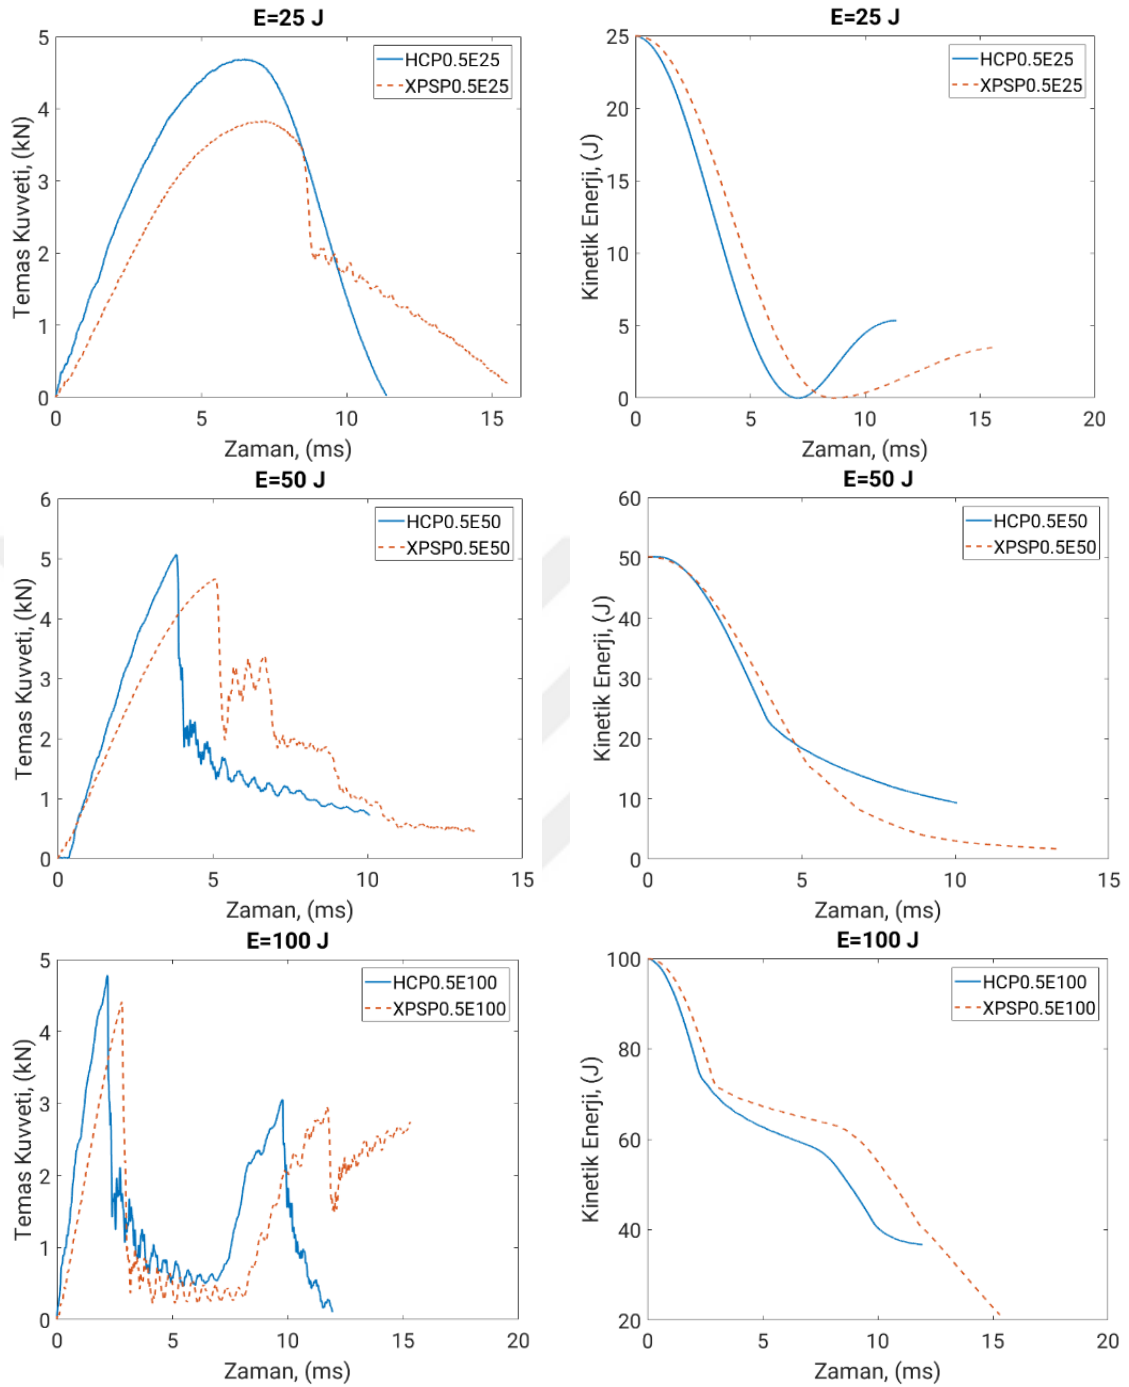 E=25 J
5
4
3
2
1
0
0 5 10 15
Temas Kuvveti, (kN)
Zaman, (ms)
HCP0.5E25
XPSP0.5E25
E=25 J
25
20
15
10
5
0
0 5 10 15 20
Kinetik Enerji, (J)
Zaman, (ms)
HCP0.5E25
XPSP0.5E25
E=50 J
6
5
4
3
2
1
0
0 5 10 15
Temas Kuvveti, (kN)
Zaman, (ms)
HCP0.5E50
XPSP0.5E50
E=50 J
60
50
40
30
20
10
0
0 5 10 15
Kinetik Enerji, (J)
Zaman, (ms)
HCP0.5E50
XPSP0.5E50
E=100 J
5
4
3
2
1
0
0 5 10 15 20
Temas Kuvveti, (kN)
Zaman, (ms)
HCP0.5E100
XPSP0.5E100
E=100 J
100
80
60
40
20
0 5 10 15 20
Kinetik Enerji, (J)
Zaman, (ms)
HCP0.5E100
XPSP0.5E100